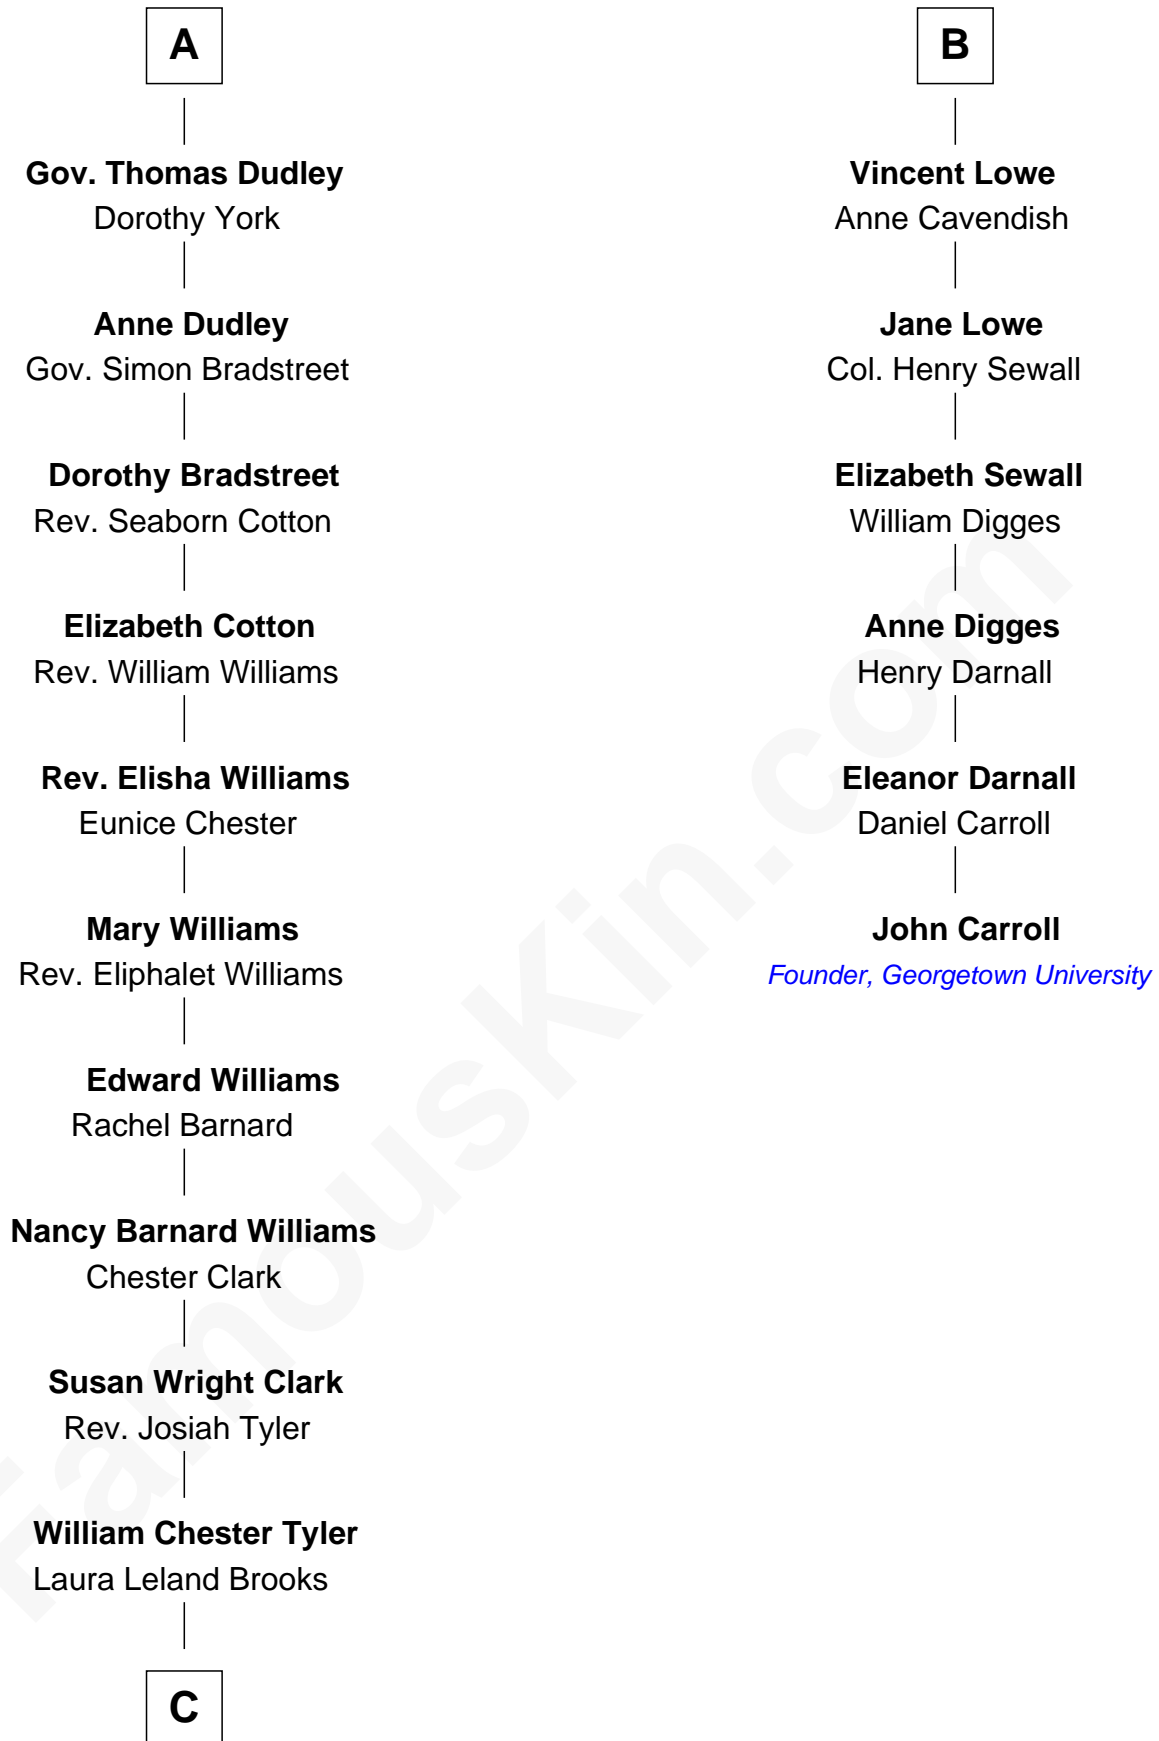 A
Gov. Thomas Dudley
Dorothy York
Anne Dudley
Gov. Simon Bradstreet
Dorothy Bradstreet
Rev. Seaborn Cotton
Elizabeth Cotton
Rev. William Williams
Rev. Elisha Williams
Eunice Chester
Mary Williams
Rev. Eliphalet Williams
Edward Williams
Rachel Barnard
Nancy Barnard Williams
Chester Clark
Susan Wright Clark
Rev. Josiah Tyler
William Chester Tyler
Laura Leland Brooks
C
B
Vincent Lowe
Anne Cavendish
Jane Lowe
Col. Henry Sewall
Elizabeth Sewall
William Digges
Anne Digges
Henry Darnall
Eleanor Darnall
Daniel Carroll
John Carroll
Founder, Georgetown University
FamousKin.com